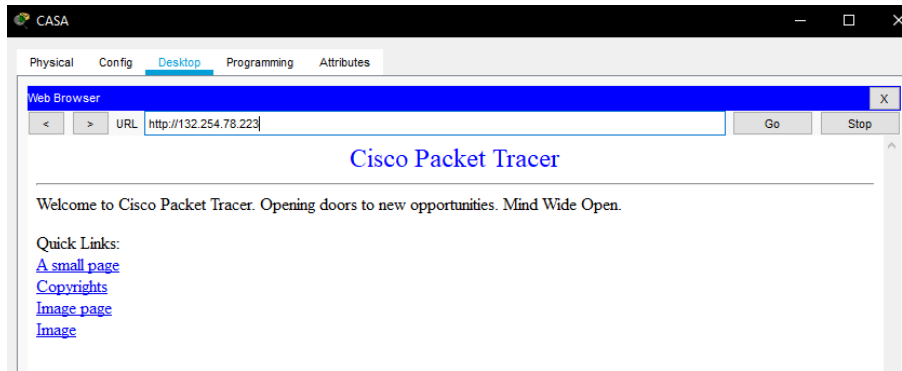 CASA
Physical Config Desktop Programming Attributes
Web Browser X
< > URL http://132.254.78.223 Go Stop
Cisco Packet Tracer
Welcome to Cisco Packet Tracer. Opening doors to new opportunities. Mind Wide Open.
Quick Links:
A small page
Copyrights
Image page
Image